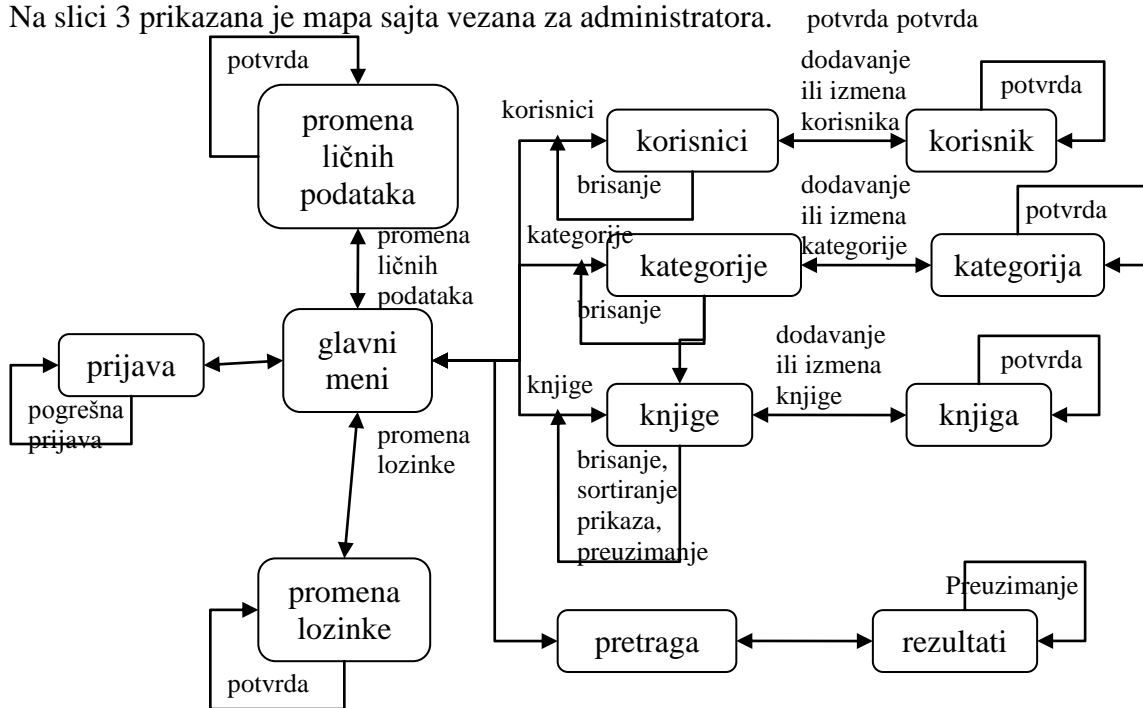 Na slici 3 prikazana je mapa sajta vezana za administratora.
potvrda potvrda
potvrda
promena
ličnih
podataka
korisnici
korisnici
brisanje
dodavanje
ili izmena
korisnika
korisnik
potvrda
promena
ličnih
podataka
kategorije
kategorije
brisanje
dodavanje
ili izmena
kategorije
kategorija
potvrda
prijava
pogrešna
prijava
glavni
meni
knjige
knjige
brisanje,
sortiranje
prikaza,
preuzimanje
dodavanje
ili izmena
knjige
knjiga
potvrda
promena
lozinke
promena
lozinke
potvrda
pretraga
rezultati
Preuzimanje